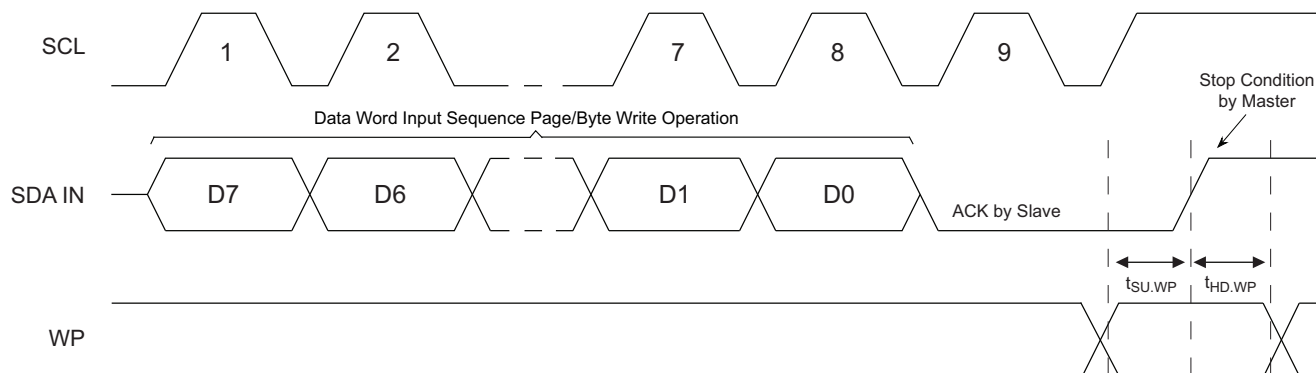 SCL
1
2
7
8
9
Stop Condition
by Master
Data Word Input Sequence Page/Byte Write Operation
SDA IN
D7
D6
D1
D0
ACK by Slave
tSU.WP
tHD.WP
WP